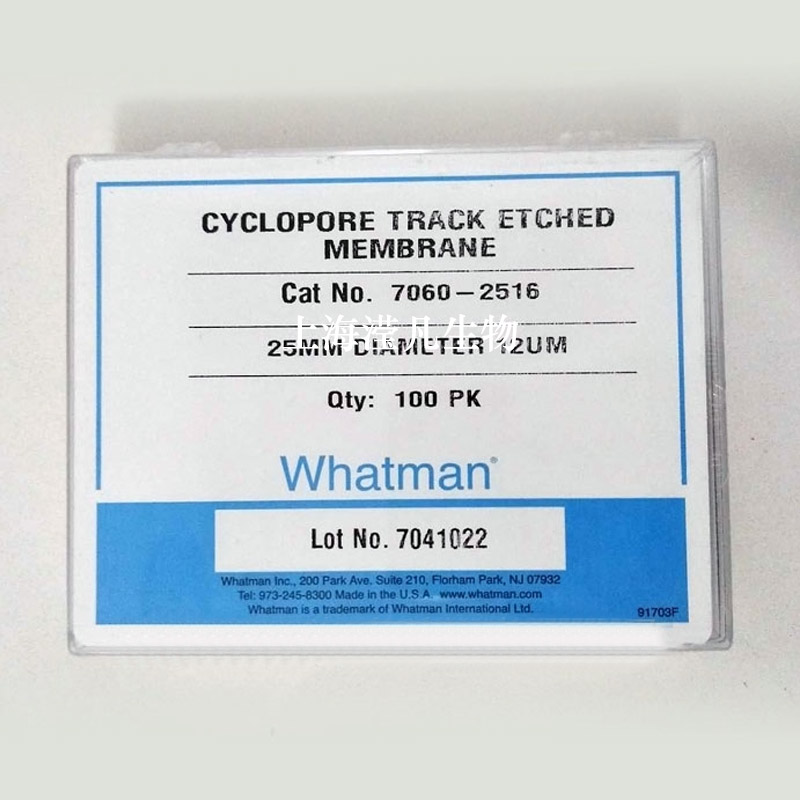 CYCLOPORE TRACK ETCHED
MEMBRANE
Cat No. 7060-2516
上海滢凡生物
25MM DIAMETER 12UM
Qty: 100 PK
Whatman®
Lot No. 7041022
Whatman Inc., 200 Park Ave. Suite 210, Florham Park, NJ 07932
Tel: 973-245-8300 Made in the U.S.A. www.whatman.com
Whatman is a trademark of Whatman International Ltd.
91703F